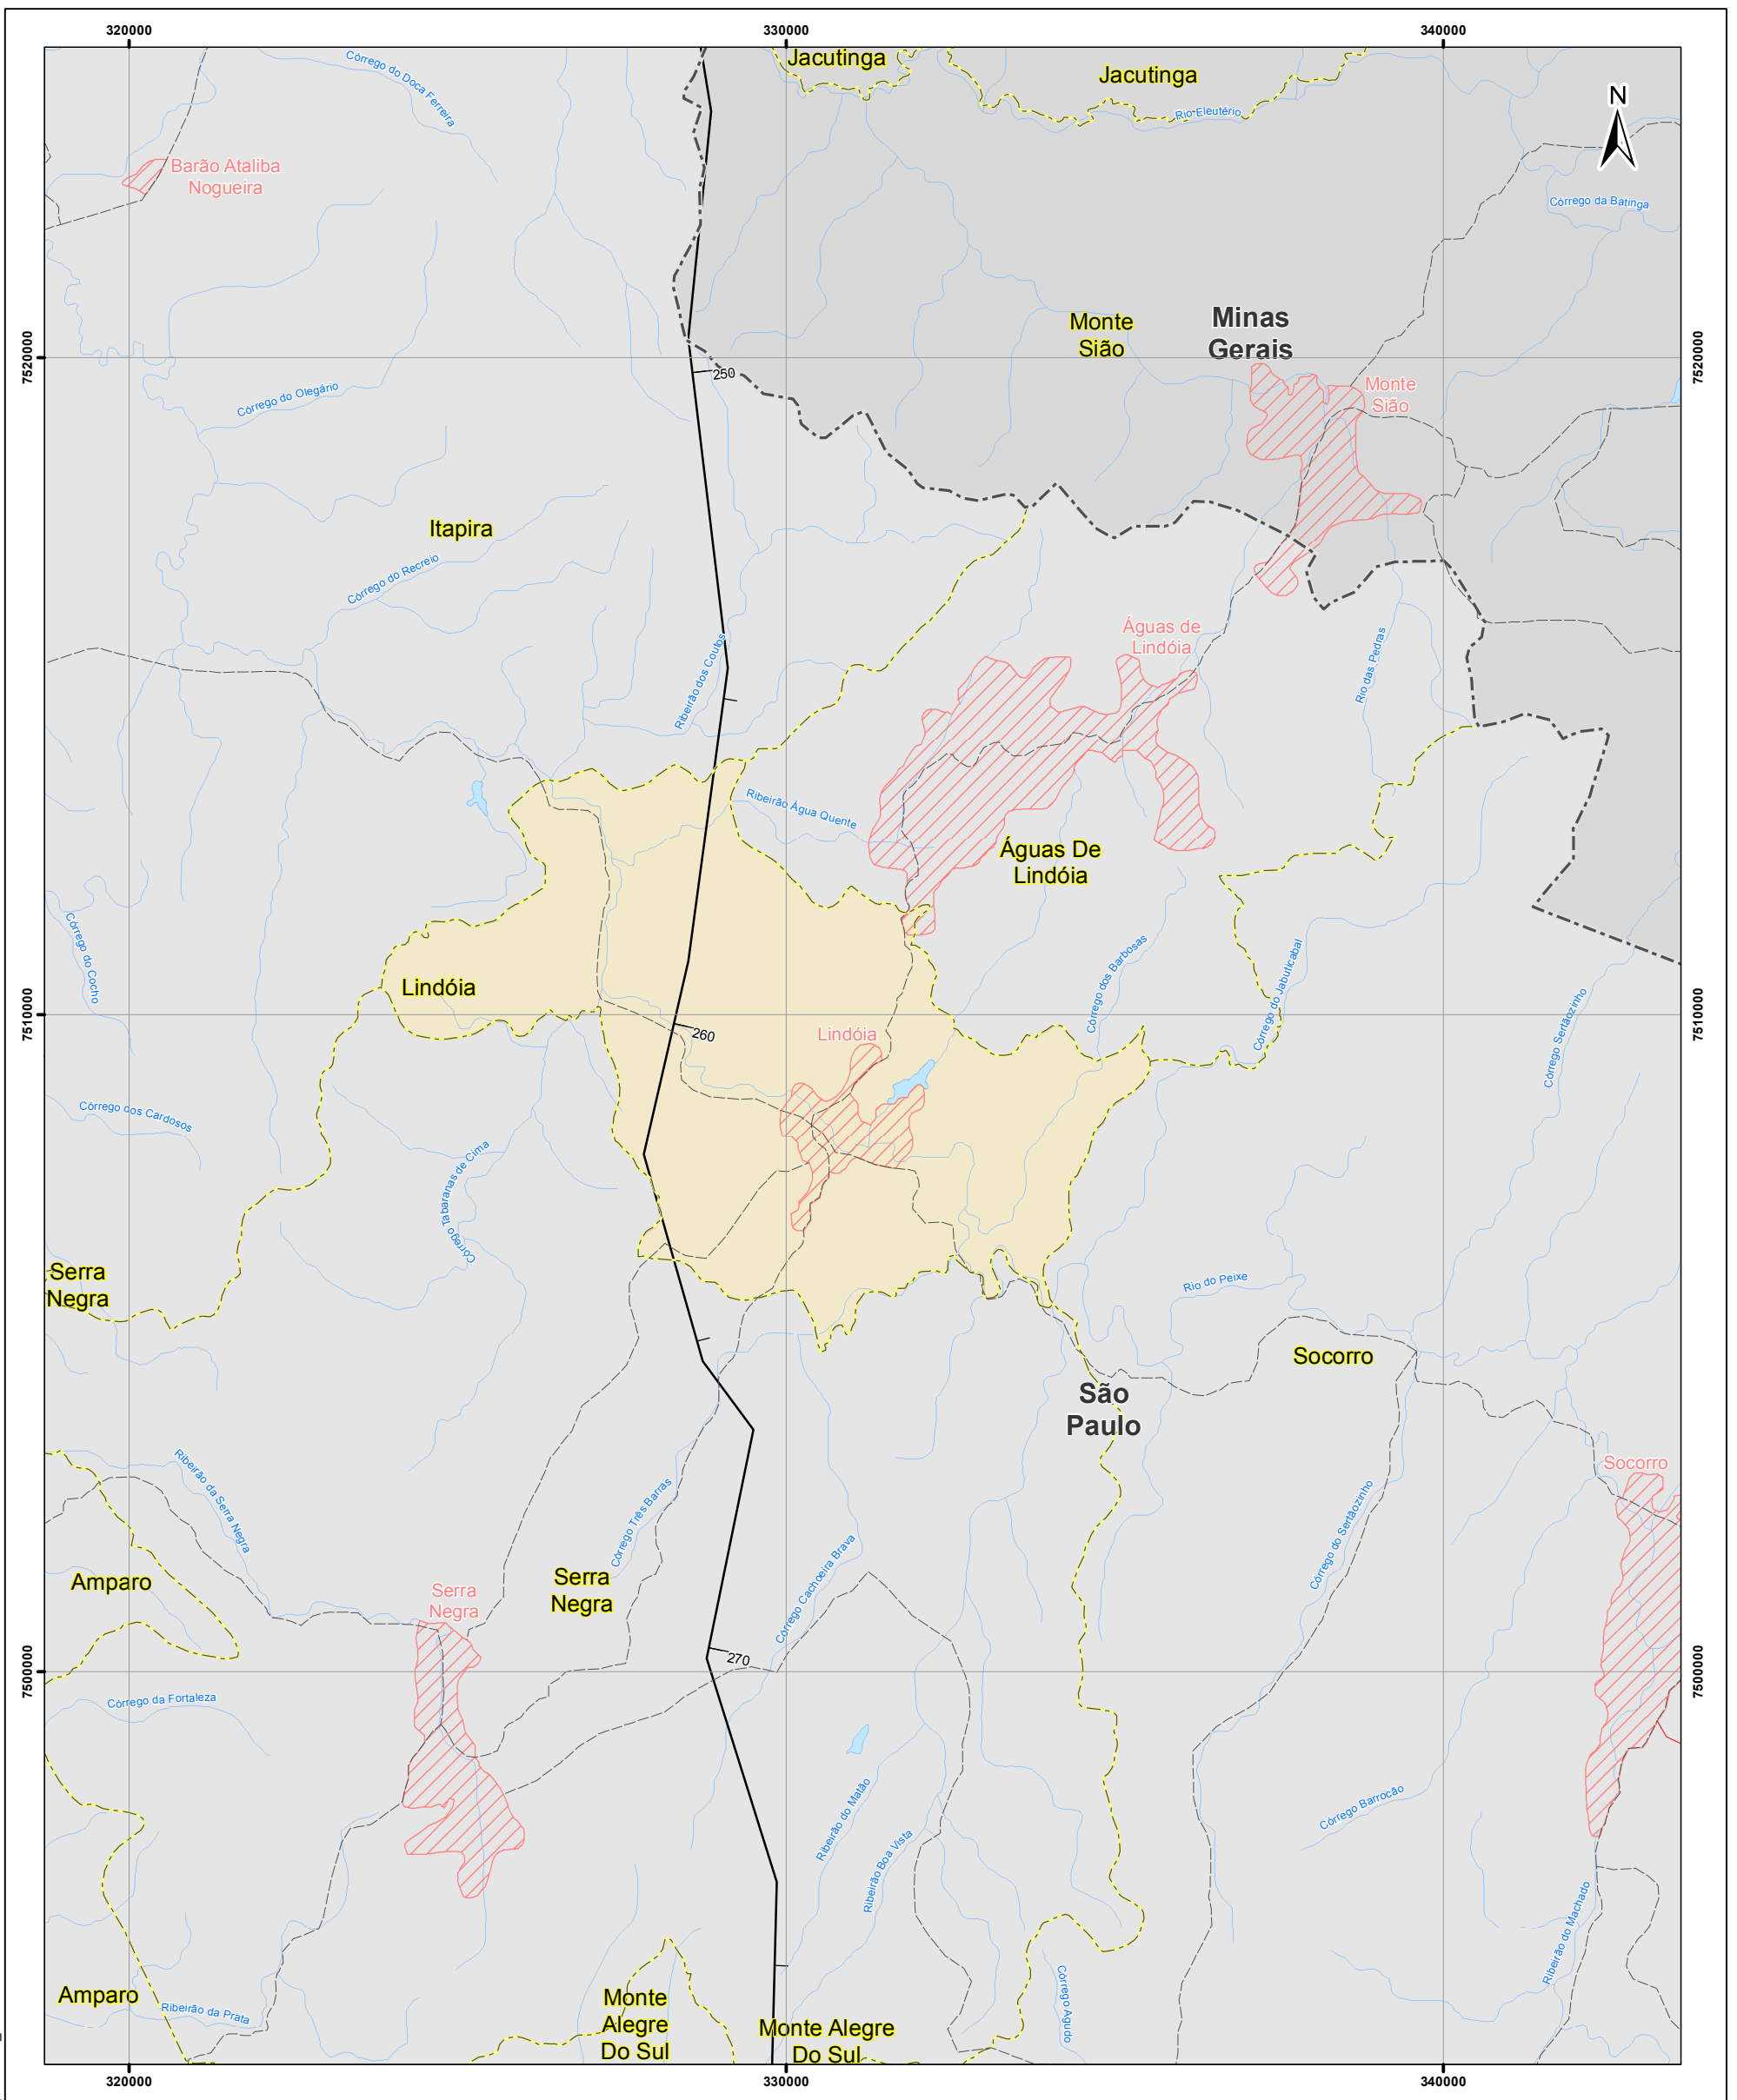 320000
330000
340000
Jacutinga
Jacutinga
Córrego do Doca Ferreira
Rio Eleutério
N
Barão Ataliba
Nogueira
Córrego da Batinga
Minas
Gerais
Monte
Sião
7520000
7520000
250
Monte
Sião
Córrego do Olegário
Itapira
Córrego do Recreio
Águas de
Lindóia
Ribeirão dos Coutos
Rio das Pedras
Ribeirão Água Quente
Águas De
Lindóia
Córrego do Cocho
Córrego dos Barbosas
Córrego do Jabuticabal
Lindóia
Córrego Sertãozinho
7510000
7510000
260
Lindóia
Córrego dos Cardosos
Córrego Tabaranas de Cima
Serra
Negra
Rio do Peixe
Socorro
São
Paulo
Ribeirão da Serra Negra
Socorro
Córrego Três Barras
Córrego do Sertãozinho
Córrego Cachoeira Brava
Amparo
Serra
Negra
Serra
Negra
270
7500000
7500000
Córrego da Fortaleza
Ribeirão do Matão
Córrego Barrocão
Ribeirão Boa Vista
Ribeirão do Machado
Amparo
Ribeirão da Prata
Monte
Alegre
Do Sul
Monte Alegre
Do Sul
Córrego Agudo
320000
330000
340000